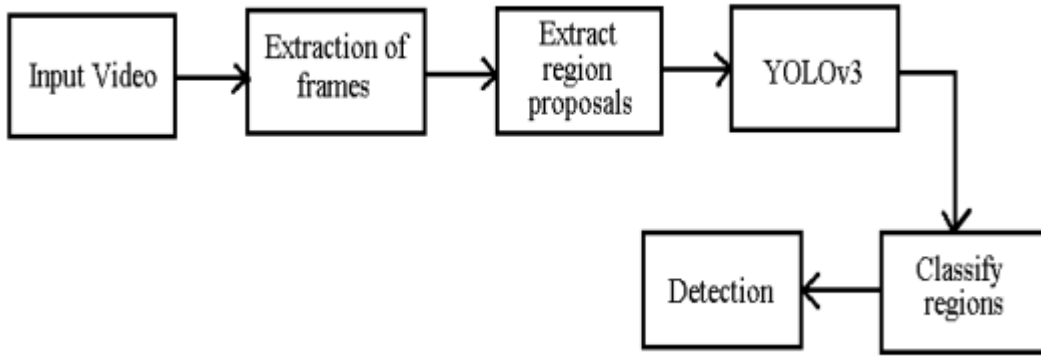 Input Video
Extraction of
frames
Extract
region
proposals
YOLOv3
Classify
regions
Detection